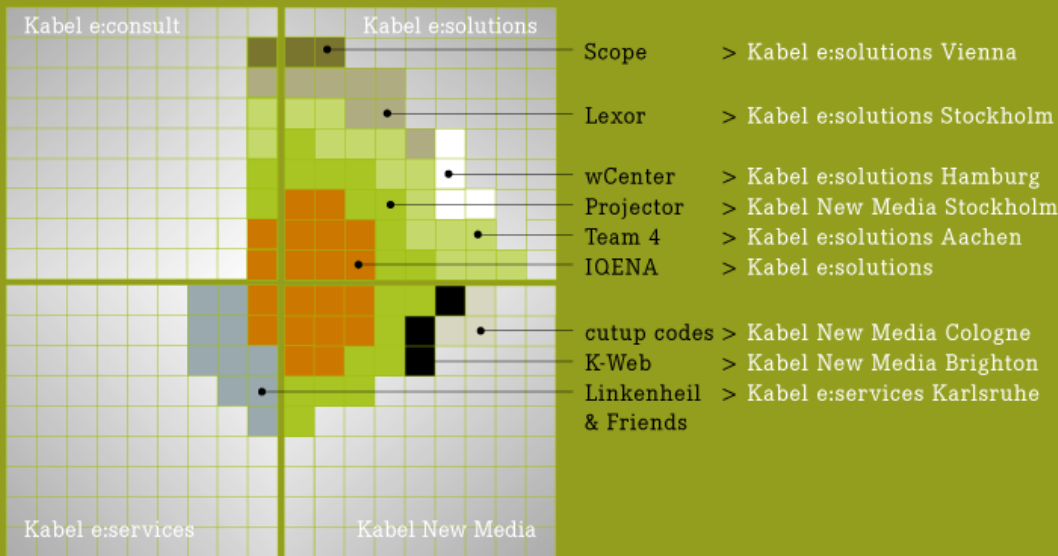 Kabel e:consult
Kabel e:solutions
Scope > Kabel e:solutions Vienna
Lexor > Kabel e:solutions Stockholm
wCenter > Kabel e:solutions Hamburg
Projector > Kabel New Media Stockholm
Team 4 > Kabel e:solutions Aachen
IQENA > Kabel e:solutions
cutup codes > Kabel New Media Cologne
K-Web > Kabel New Media Brighton
Linkenheil > Kabel e:services Karlsruhe
& Friends
Kabel e:services
Kabel New Media